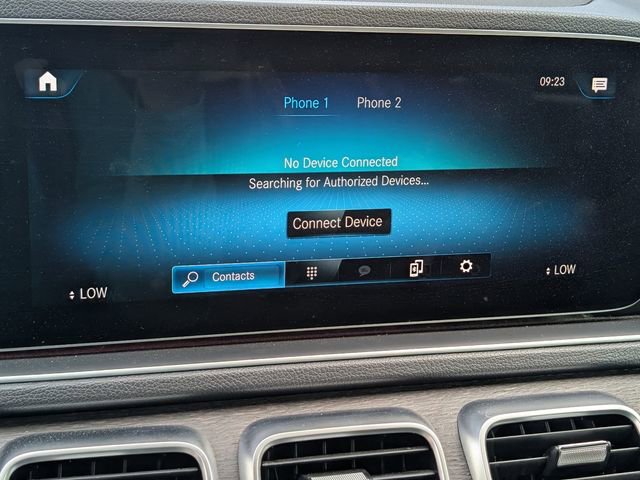 09:23
Phone 1 Phone 2
No Device Connected
Searching for Authorized Devices...
Connect Device
Contacts
LOW LOW